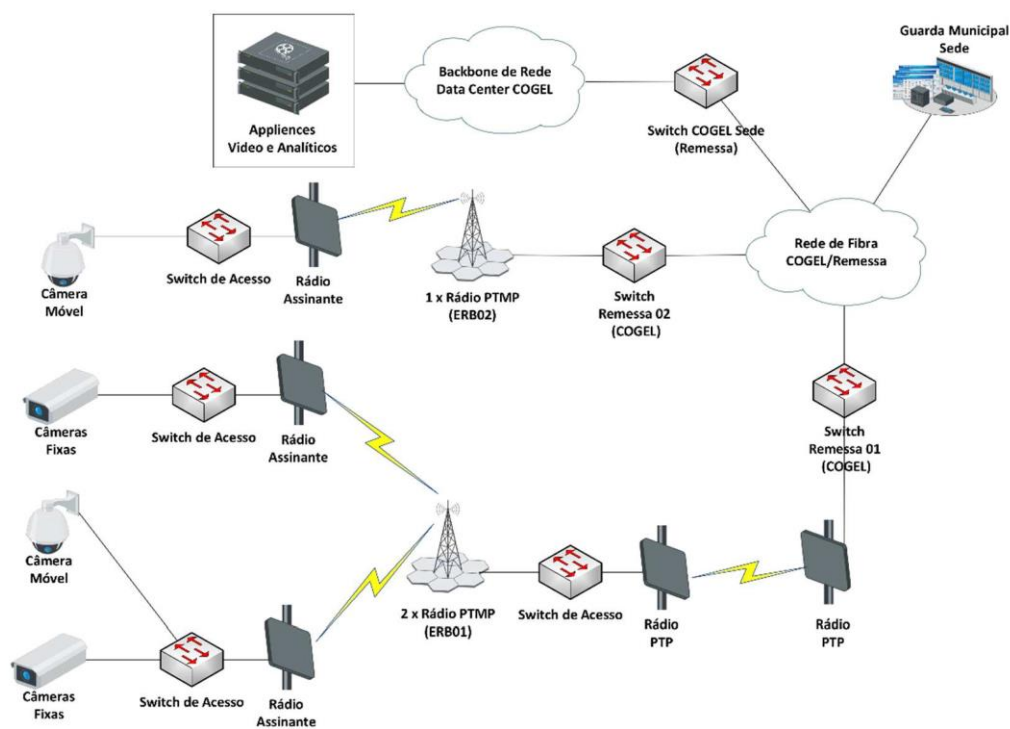 Guarda Municipal
Sede
Backbone de Rede
Data Center COGEL
Appliences
Video e Analíticos
Switch COGEL Sede
(Remessa)
Rede de Fibra
COGEL/Remessa
Câmera
Móvel
Switch de Acesso
Rádio
Assinante
1 x Rádio PTMP
(ERB02)
Switch
Remessa 02
(COGEL)
Câmeras
Fixas
Switch de Acesso
Rádio
Assinante
Switch
Remessa 01
(COGEL)
Câmera
Móvel
2 x Rádio PTMP
(ERB01)
Switch de Acesso
Rádio
PTP
Rádio
PTP
Câmeras
Fixas
Switch de Acesso
Rádio
Assinante